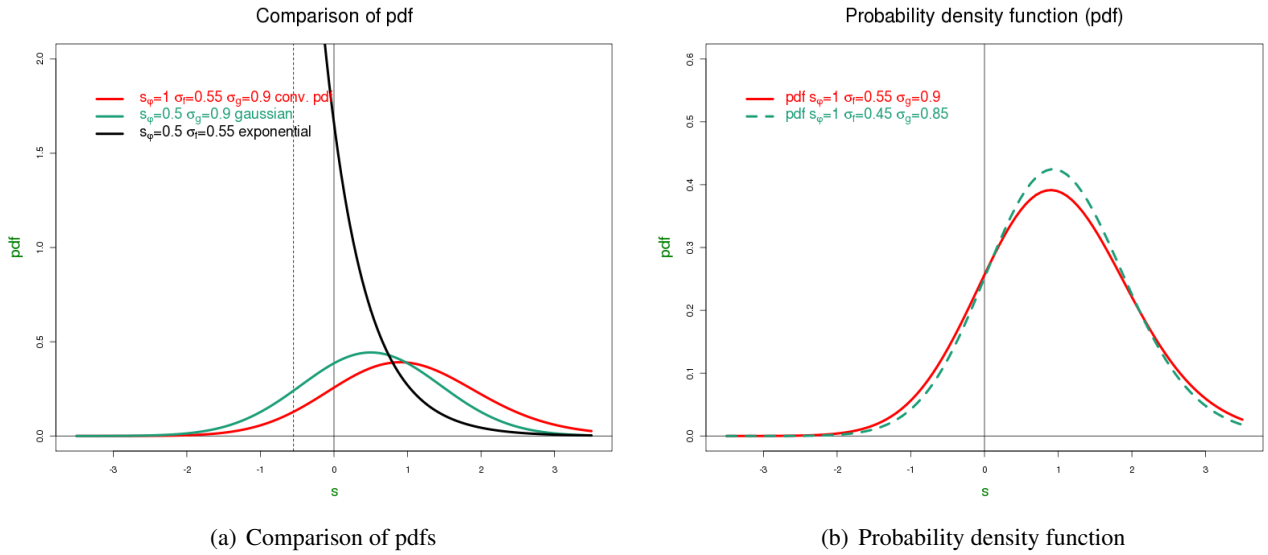 Comparison of pdf
2.0
1.5
1.0
0.5
0.0
pdf
sφ=1 σf=0.55 σg=0.9 conv. pdf
sφ=0.5 σg=0.9 gaussian
sφ=0.5 σf=0.55 exponential
-3 -2 -1 0 1 2 3
s
(a) Comparison of pdfs
Probability density function (pdf)
0.6
0.5
0.4
0.3
0.2
0.1
0.0
pdf
pdf sφ=1 σf=0.55 σg=0.9
pdf sφ=1 σf=0.45 σg=0.85
-3 -2 -1 0 1 2 3
s
(b) Probability density function